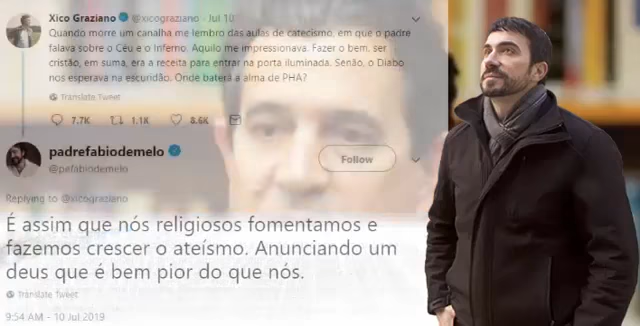 Xico Graziano @xicograziano · Jul 10
Quando morre um canalha me lembro das aulas de catecismo, em que o padre
falava sobre o Céu e o Inferno. Aquilo me impressionava. Fazer o bem, ser
cristão, em suma, era a receita para entrar na porta iluminada. Senão, o Diabo
nos esperava na escuridão. Onde baterá a alma de PHA?
Translate Tweet
7.7K 1.1K 8.6K
padrefabiodemelo
@pefabiodemelo
Follow
Replying to @xicograziano
É assim que nós religiosos fomentamos e
fazemos crescer o ateísmo. Anunciando um
deus que é bem pior do que nós.
Translate Tweet
9:54 AM - 10 Jul 2019